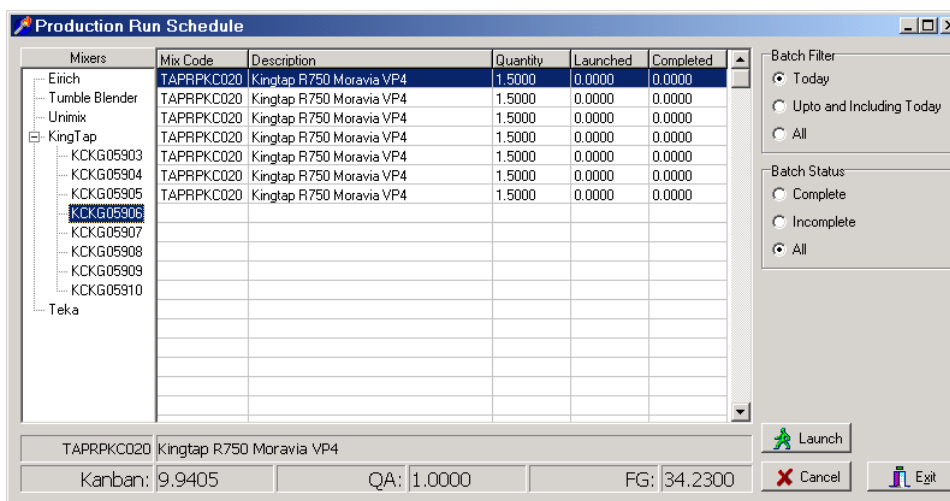 Production Run Schedule
Mixers
Eirich
Tumble Blender
Unimix
KingTap
KCKG05903
KCKG05904
KCKG05905
KCKG05906
KCKG05907
KCKG05908
KCKG05909
KCKG05910
Teka
Mix Code Description Quantity Launched Completed
TAPRPKC020 Kingtap R750 Moravia VP4 1.5000 0.0000 0.0000
TAPRPKC020 Kingtap R750 Moravia VP4 1.5000 0.0000 0.0000
TAPRPKC020 Kingtap R750 Moravia VP4 1.5000 0.0000 0.0000
TAPRPKC020 Kingtap R750 Moravia VP4 1.5000 0.0000 0.0000
TAPRPKC020 Kingtap R750 Moravia VP4 1.5000 0.0000 0.0000
TAPRPKC020 Kingtap R750 Moravia VP4 1.5000 0.0000 0.0000
TAPRPKC020 Kingtap R750 Moravia VP4 1.5000 0.0000 0.0000
Batch Filter
Today
Upto and Including Today
All
Batch Status
Complete
Incomplete
All
TAPRPKC020 Kingtap R750 Moravia VP4
Kanban: 9.9405 QA: 1.0000 FG: 34.2300
Launch
Cancel Exit